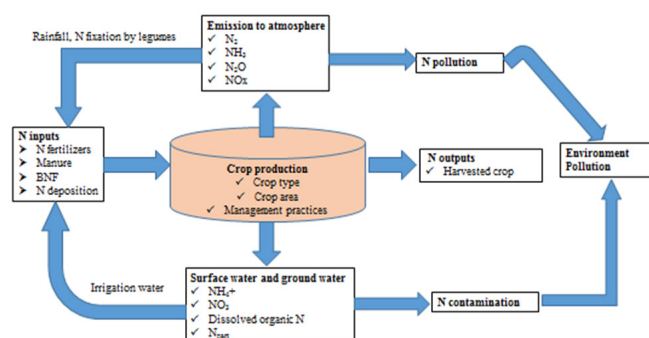 Emission to atmosphere
✓ N₂
✓ NH₃
✓ N₂O
✓ NOx
Rainfall, N fixation by legumes
N pollution
N inputs
➤ N fertilizers
➤ Manure
➤ BNF
➤ N deposition
Crop production
✓ Crop type
✓ Crop area
✓ Management practices
N outputs
✓ Harvested crop
Environment
Pollution
Irrigation water
Surface water and ground water
✓ NH₄+
✓ NO₃
✓ Dissolved organic N
N contamination